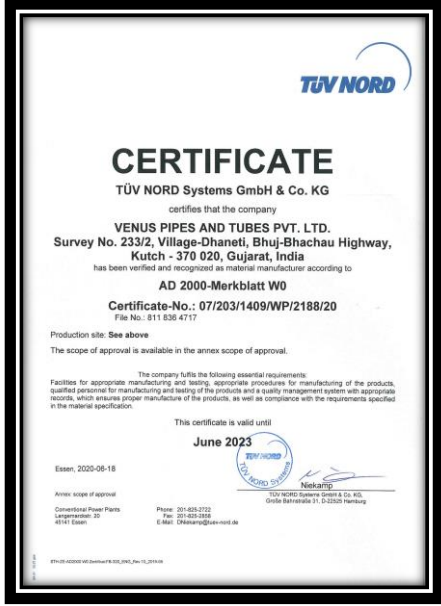 TÜV NORD
CERTIFICATE
TÜV NORD Systems GmbH & Co. KG
certifies that the company
VENUS PIPES AND TUBES PVT. LTD.
Survey No. 233/2, Village-Dhaneti, Bhuj-Bhachau Highway,
Kutch - 370 020, Gujarat, India
has been verified and recognized as material manufacturer according to
AD 2000-Merkblatt W0
Certificate-No.: 07/203/1409/WP/2188/20
File No.: 811 836 4717
Production site: See above
The scope of approval is available in the annex scope of approval.
The company fulfils the following essential requirements:
Facilities for appropriate manufacturing and testing, appropriate procedures for manufacturing of the products,
qualified personnel for manufacturing and testing of the products and a quality management system with appropriate
records, which ensures proper manufacture of the products, as well as compliance with the requirements specified
in the material specification.
This certificate is valid until
June 2023
TÜV NORD
Essen, 2020-06-18
Niekamp
Annex: scope of approval
TÜV NORD Systems GmbH & Co. KG,
Große Bahnstraße 31, D-22525 Hamburg
Conventional Power Plants
Langemarckstr. 20
45141 Essen
Phone: 201-825-2722
Fax: 201-825-2858
E-Mail: DNiekamp@tuev-nord.de